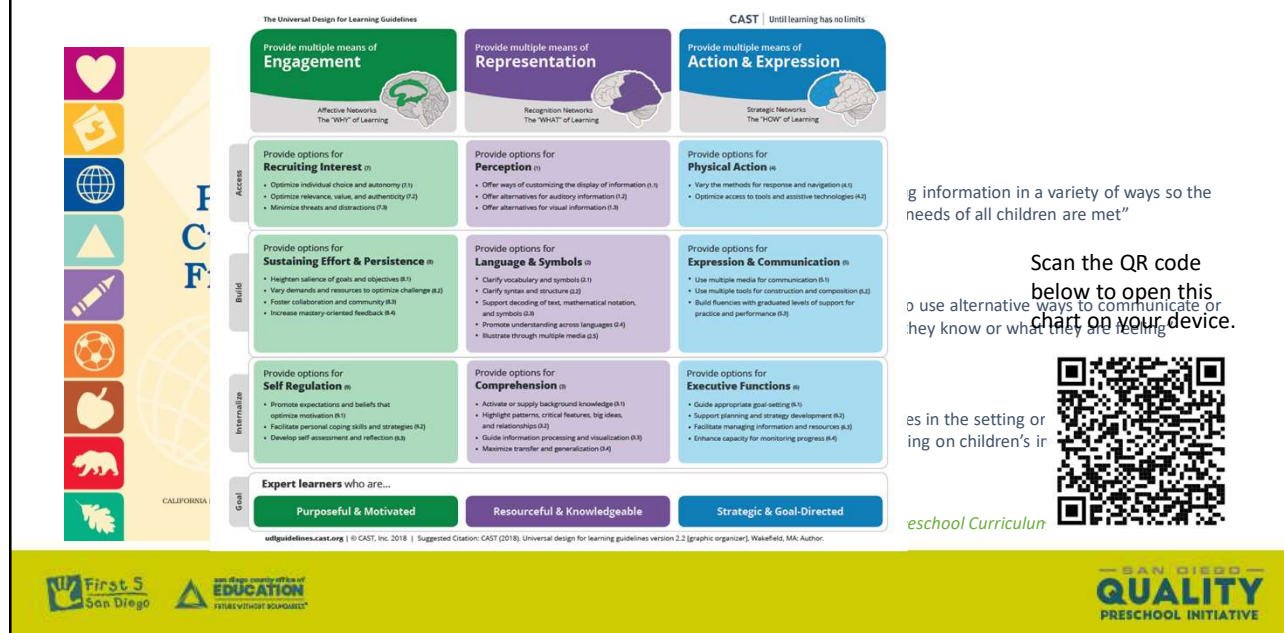 The Universal Design for Learning Guidelines
CAST | Until learning has no limits
Provide multiple means of
Engagement
Affective Networks
The "WHY" of Learning
Provide multiple means of
Representation
Recognition Networks
The "WHAT" of Learning
Provide multiple means of
Action & Expression
Strategic Networks
The "HOW" of Learning
Access
Provide options for
Recruiting Interest (7)
• Optimize individual choice and autonomy (7.1)
• Optimize relevance, value, and authenticity (7.2)
• Minimize threats and distractions (7.3)
Provide options for
Perception (1)
• Offer ways of customizing the display of information (1.1)
• Offer alternatives for auditory information (1.2)
• Offer alternatives for visual information (1.3)
Provide options for
Physical Action (4)
• Vary the methods for response and navigation (4.1)
• Optimize access to tools and assistive technologies (4.2)
Build
Provide options for
Sustaining Effort & Persistence (8)
• Heighten salience of goals and objectives (8.1)
• Vary demands and resources to optimize challenge (8.2)
• Foster collaboration and community (8.3)
• Increase mastery-oriented feedback (8.4)
Provide options for
Language & Symbols (2)
• Clarify vocabulary and symbols (2.1)
• Clarify syntax and structure (2.2)
• Support decoding of text, mathematical notation,
and symbols (2.3)
• Promote understanding across languages (2.4)
• Illustrate through multiple media (2.5)
Provide options for
Expression & Communication (5)
• Use multiple media for communication (5.1)
• Use multiple tools for construction and composition (5.2)
• Build fluencies with graduated levels of support for
practice and performance (5.3)
Internalize
Provide options for
Self Regulation (9)
• Promote expectations and beliefs that
optimize motivation (9.1)
• Facilitate personal coping skills and strategies (9.2)
• Develop self-assessment and reflection (9.3)
Provide options for
Comprehension (3)
• Activate or supply background knowledge (3.1)
• Highlight patterns, critical features, big ideas,
and relationships (3.2)
• Guide information processing and visualization (3.3)
• Maximize transfer and generalization (3.4)
Provide options for
Executive Functions (6)
• Guide appropriate goal-setting (6.1)
• Support planning and strategy development (6.2)
• Facilitate managing information and resources (6.3)
• Enhance capacity for monitoring progress (6.4)
Goal
Expert learners who are...
Purposeful & Motivated
Resourceful & Knowledgeable
Strategic & Goal-Directed
udlguidelines.cast.org | © CAST, Inc. 2018 | Suggested Citation: CAST (2018). Universal design for learning guidelines version 2.2 [graphic organizer]. Wakefield, MA: Author.
CALIFORNIA
information in a variety of ways so the
needs of all children are met"
Scan the QR code
below to open this
chart on your device.
use alternative ways to communicate or
they know or what they are feeling"
in the setting or
on children's
Curriculum
First 5
San Diego
san diego county office of
EDUCATION
FUTURE WITHOUT BOUNDARIES
SAN DIEGO
QUALITY
PRESCHOOL INITIATIVE